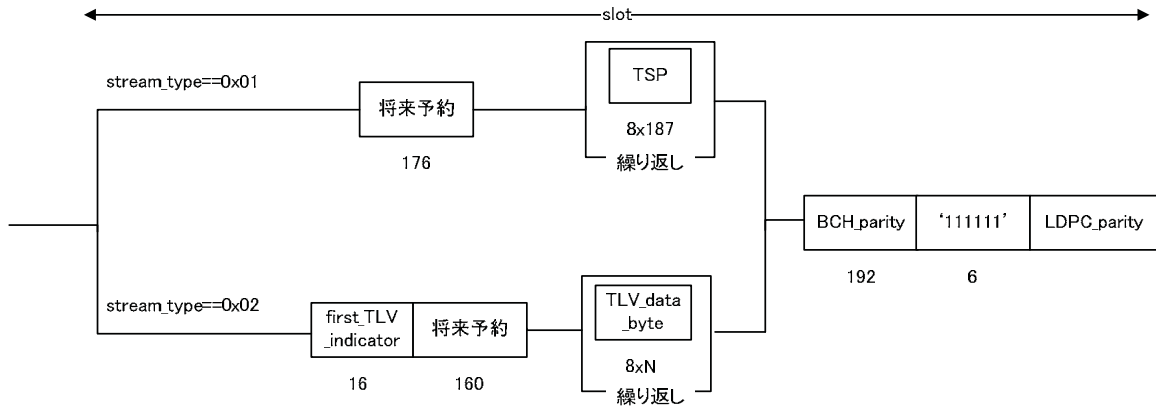 slot
stream_type==0x01
将来予約
176
TSP
8x187
繰り返し
BCH_parity
'111111'
LDPC_parity
192
6
stream_type==0x02
first_TLV
_indicator
将来予約
16
160
TLV_data
_byte
8xN
繰り返し